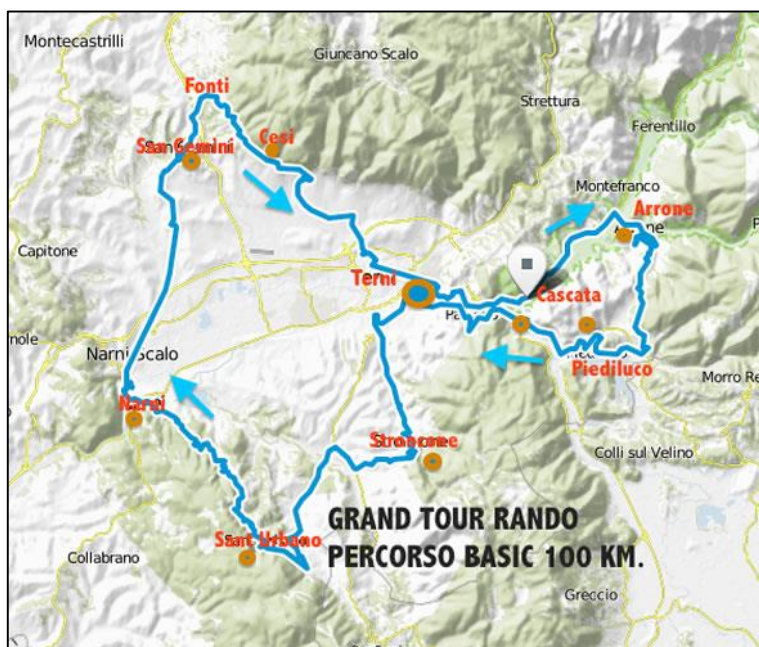 Montecastrilli
Giuncano Scalo
Fonti
Strettura
Cesi
Ferentillo
San Gemini
Montefranco
Arrone
Capitone
Terni
Cascata
Narni Scalo
Piediluco
Morro Re
Narni
Stroncone
Colli sul Velino
GRAND TOUR RANDO
PERCORSO BASIC 100 KM.
Sant Urbano
Collabrano
Greccio